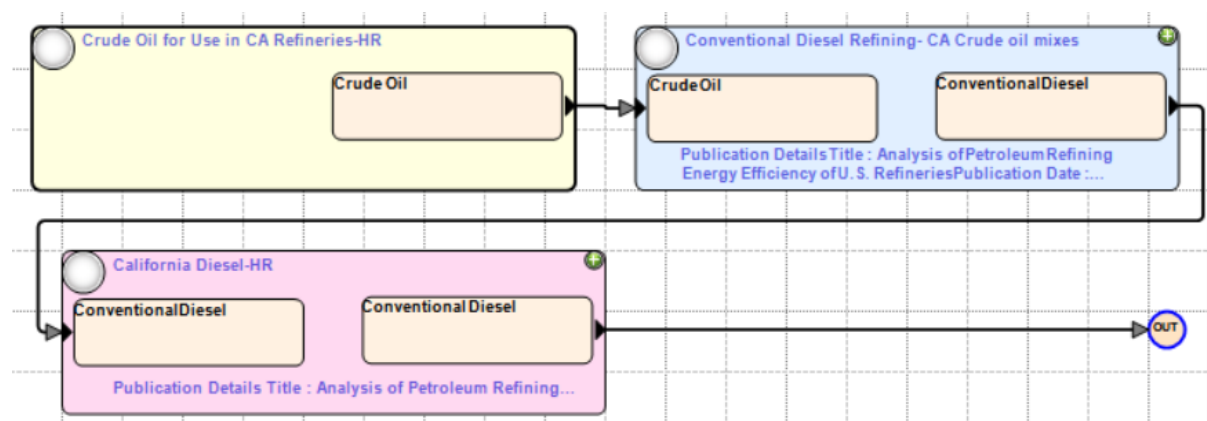 Crude Oil for Use in CA Refineries-HR
Crude Oil
Conventional Diesel Refining- CA Crude oil mixes
CrudeOil
ConventionalDiesel
Publication Details Title : Analysis of Petroleum Refining
Energy Efficiency of U. S. RefineriesPublication Date :...
California Diesel-HR
ConventionalDiesel
Conventional Diesel
Publication Details Title : Analysis of Petroleum Refining...
OUT